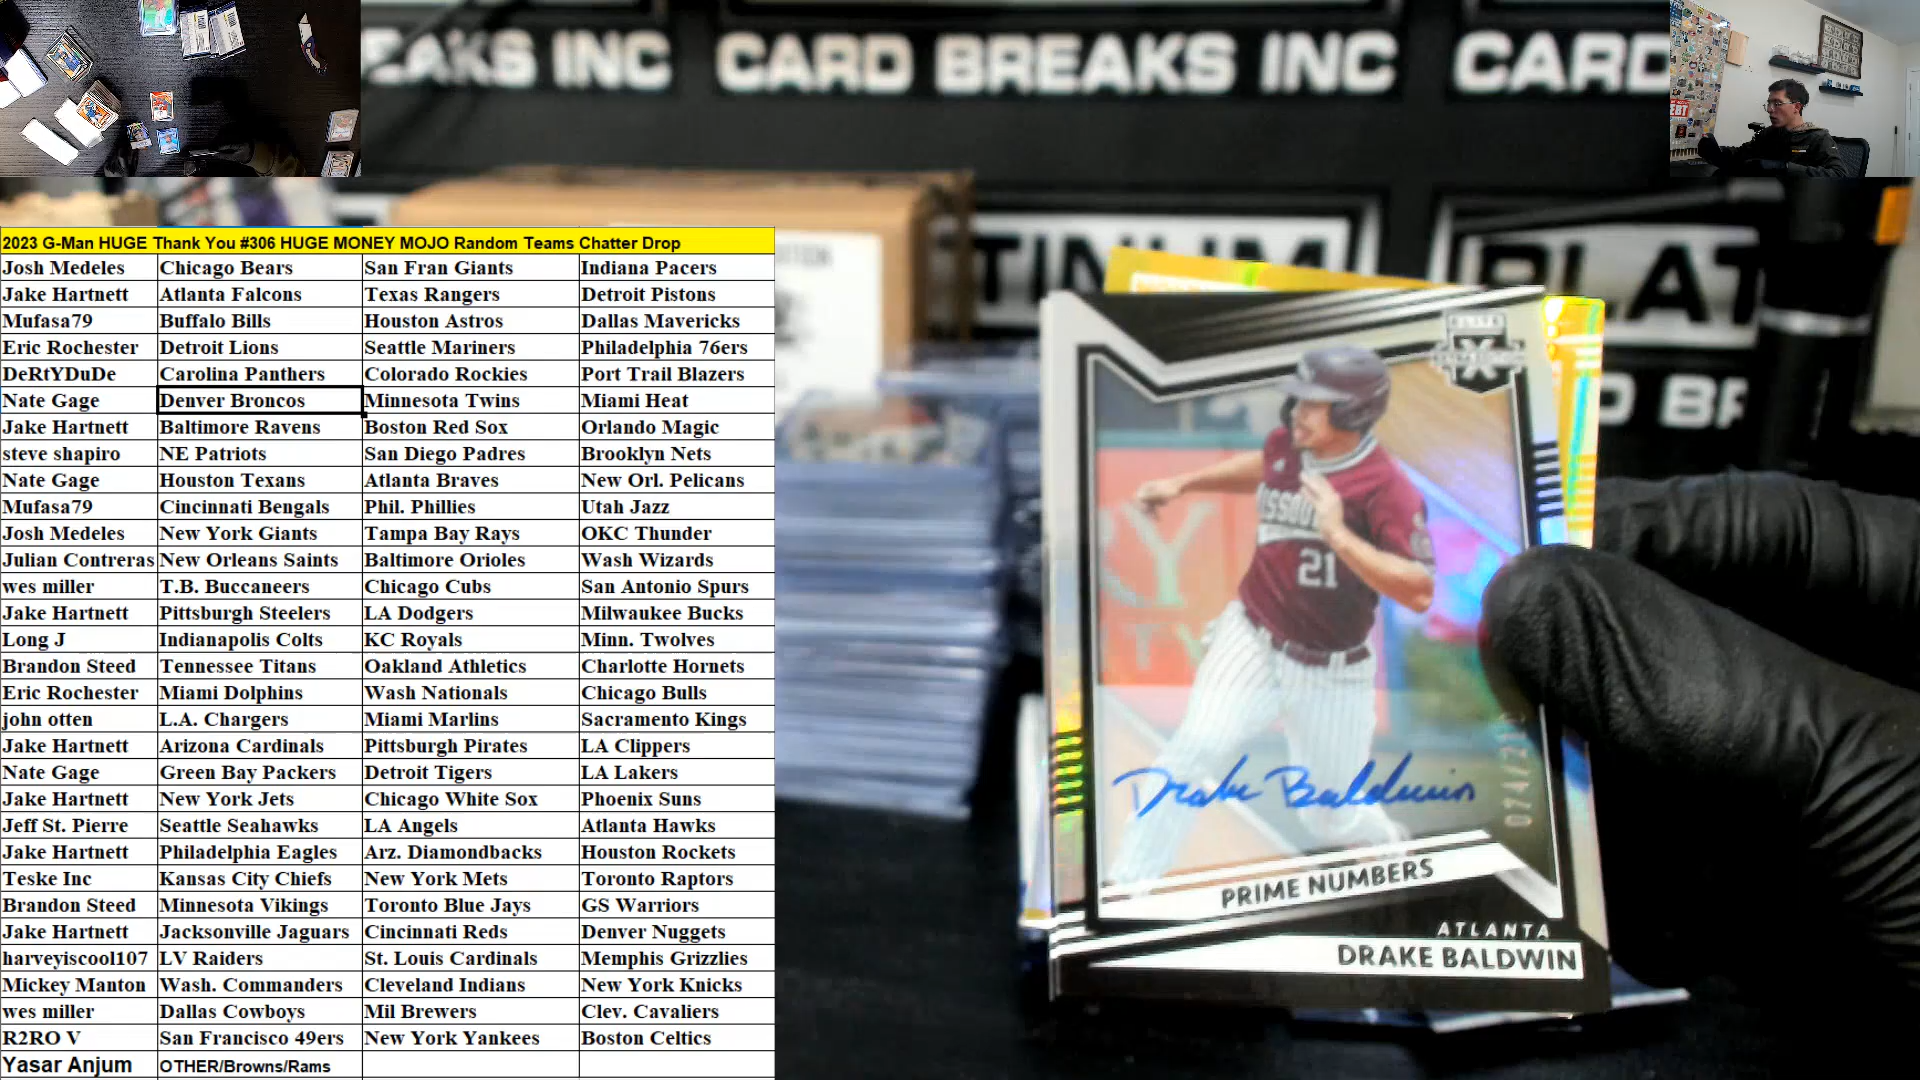 EAKS INC CARD BREAKS INC CARD
2023 G-Man HUGE Thank You #306 HUGE MONEY MOJO Random Teams Chatter Drop
Josh Medeles Chicago Bears San Fran Giants Indiana Pacers
Jake Hartnett Atlanta Falcons Texas Rangers Detroit Pistons
Mufasa79 Buffalo Bills Houston Astros Dallas Mavericks
Eric Rochester Detroit Lions Seattle Mariners Philadelphia 76ers
DeRtYDuDe Carolina Panthers Colorado Rockies Port Trail Blazers
Nate Gage Denver Broncos Minnesota Twins Miami Heat
Jake Hartnett Baltimore Ravens Boston Red Sox Orlando Magic
steve shapiro NE Patriots San Diego Padres Brooklyn Nets
Nate Gage Houston Texans Atlanta Braves New Orl. Pelicans
Mufasa79 Cincinnati Bengals Phil. Phillies Utah Jazz
Josh Medeles New York Giants Tampa Bay Rays OKC Thunder
Julian Contreras New Orleans Saints Baltimore Orioles Wash Wizards
wes miller T.B. Buccaneers Chicago Cubs San Antonio Spurs
Jake Hartnett Pittsburgh Steelers LA Dodgers Milwaukee Bucks
Long J Indianapolis Colts KC Royals Minn. Twolves
Brandon Steed Tennessee Titans Oakland Athletics Charlotte Hornets
Eric Rochester Miami Dolphins Wash Nationals Chicago Bulls
john otten L.A. Chargers Miami Marlins Sacramento Kings
Jake Hartnett Arizona Cardinals Pittsburgh Pirates LA Clippers
Nate Gage Green Bay Packers Detroit Tigers LA Lakers
Jake Hartnett New York Jets Chicago White Sox Phoenix Suns
Jeff St. Pierre Seattle Seahawks LA Angels Atlanta Hawks
Jake Hartnett Philadelphia Eagles Arz. Diamondbacks Houston Rockets
Teske Inc Kansas City Chiefs New York Mets Toronto Raptors
Brandon Steed Minnesota Vikings Toronto Blue Jays GS Warriors
Jake Hartnett Jacksonville Jaguars Cincinnati Reds Denver Nuggets
harveyiscool107 LV Raiders St. Louis Cardinals Memphis Grizzlies
Mickey Manton Wash. Commanders Cleveland Indians New York Knicks
wes miller Dallas Cowboys Mil Brewers Clev. Cavaliers
R2RO V San Francisco 49ers New York Yankees Boston Celtics
Yasar Anjum OTHER/Browns/Rams
TINUM PLAT
D BR
21
Drake Baldwin
PRIME NUMBERS
ATLANTA
DRAKE BALDWIN